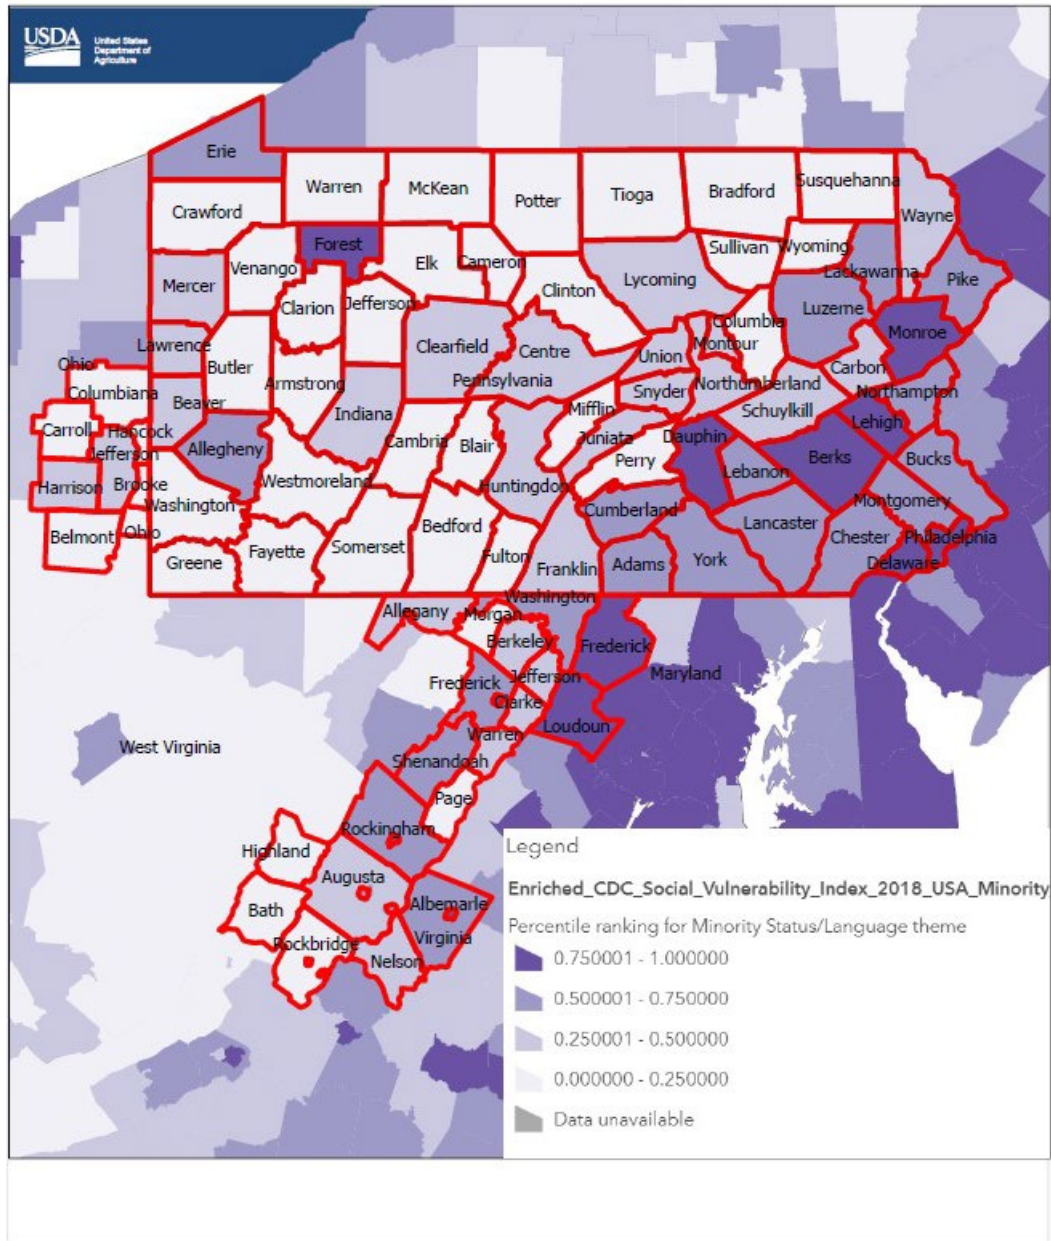 USDA
United States
Department of
Agriculture
Erie
Warren
McKean
Potter
Tioga
Bradford
Susquehanna
Crawford
Wayne
Forest
Sullivan
Wyoming
Venango
Elk
Cameron
Lackawanna
Mercer
Lycoming
Pike
Clarion
Jefferson
Clinton
Luzerne
Columbia
Monroe
Lawrence
Clearfield
Centre
Union
Montour
Carbon
Ohio
Butler
Columbiana
Armstrong
Pennsylvania
Snyder
Northumberland
Northampton
Beaver
Indiana
Mifflin
Schuylkill
Lehigh
Carroll
Hancock
Allegheny
Cambria
Blair
Juniata
Dauphin
Jefferson
Perry
Lebanon
Berks
Bucks
Harrison
Brooke
Westmoreland
Huntingdon
Washington
Cumberland
Montgomery
Belmont
Ohio
Bedford
Lancaster
Chester
Philadelphia
Greene
Fayette
Somerset
Fulton
Franklin
Adams
York
Delaware
Washington
Allegany
Morgan
Berkeley
Frederick
Maryland
Frederick
Jefferson
Clarke
Loudoun
West Virginia
Warren
Shenandoah
Page
Rockingham
Highland
Augusta
Bath
Albemarle
Virginia
Rockbridge
Nelson
Legend
Enriched_CDC_Social_Vulnerability_Index_2018_USA_Minority
Percentile ranking for Minority Status/Language theme
0.750001 - 1.000000
0.500001 - 0.750000
0.250001 - 0.500000
0.000000 - 0.250000
Data unavailable